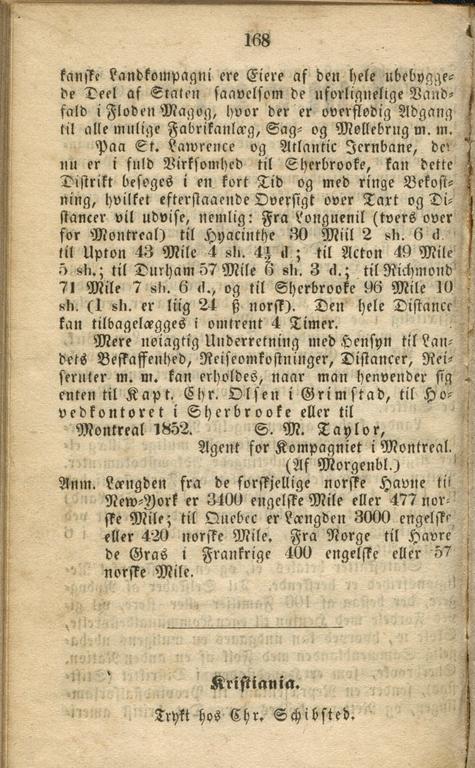 168
kanske Landkompagni ere Eiere af den hele ubebygge-
de Deel af Staten saavelsom de uforlignelige Vand-
fald i Floden Magog, hvor der er overflødig Adgang
til alle mulige Fabrikanlæg, Sag- og Møllebrug m. m.
Paa St. Lawrence og Atlantic Jernbane, der
nu er i fuld Virksomhed til Sherbrooke, kan dette
Distrikt besøges i en kort Tid og med ringe Bekost-
ning, hvilket efterstaaende Oversigt over Tart og Di-
stancer vil udvise, nemlig: Fra Longueuil (tvers over
for Montreal) til Hyacinthe 30 Miil 2 sh. 6 d.
til Upton 43 Mile 4 sh. 4½ d.; til Acton 49 Mile
5 sh.; til Durham 57 Mile 6 sh. 3 d.; til Richmond
71 Mile 7 sh. 6 d., og til Sherbrooke 96 Mile 10
sh. (1 sh. er liig 24 ß norsk). Den hele Distance
kan tilbagelægges i omtrent 4 Timer.
Mere nøiagtig Underretning med Hensyn til Lan-
dets Beskaffenhed, Reiseomkostninger, Distancer, Rei-
seruter m. m. kan erholdes, naar man henvender sig
enten til Kapt. Chr. Olsen i Grimstad, til Ho-
vedkontoret i Sherbrooke eller til
Montreal 1852. S. M. Taylor,
Agent for Kompagniet i Montreal.
(Af Morgenbl.)
Anm. Længden fra de forskjellige norske Havne til
New-York er 3400 engelske Mile eller 477 nor-
ske Mile; til Quebec er Længden 3000 engelske
eller 420 norske Mile. Fra Norge til Havre
de Gras i Frankrige 400 engelske eller 57
norske Mile.
Kristiania.
Trykt hos Chr. Schibsted.